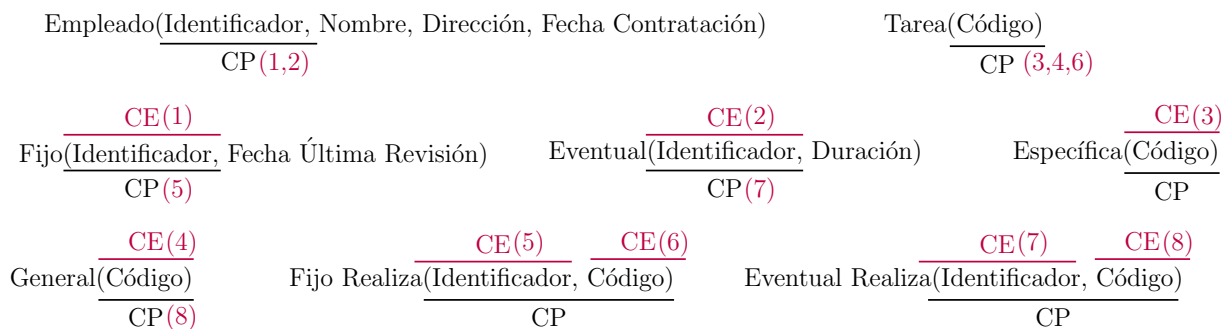 Empleado(Identificador, Nombre, Dirección, Fecha Contratación) Tarea(Código)
CP(1,2) CP (3,4,6)
CE(1) CE(2) CE(3)
Fijo(Identificador, Fecha Última Revisión) Eventual(Identificador, Duración) Específica(Código)
CP(5) CP(7) CP
CE(4) CE(5) CE(6) CE(7) CE(8)
General(Código) Fijo Realiza(Identificador, Código) Eventual Realiza(Identificador, Código)
CP(8) CP CP